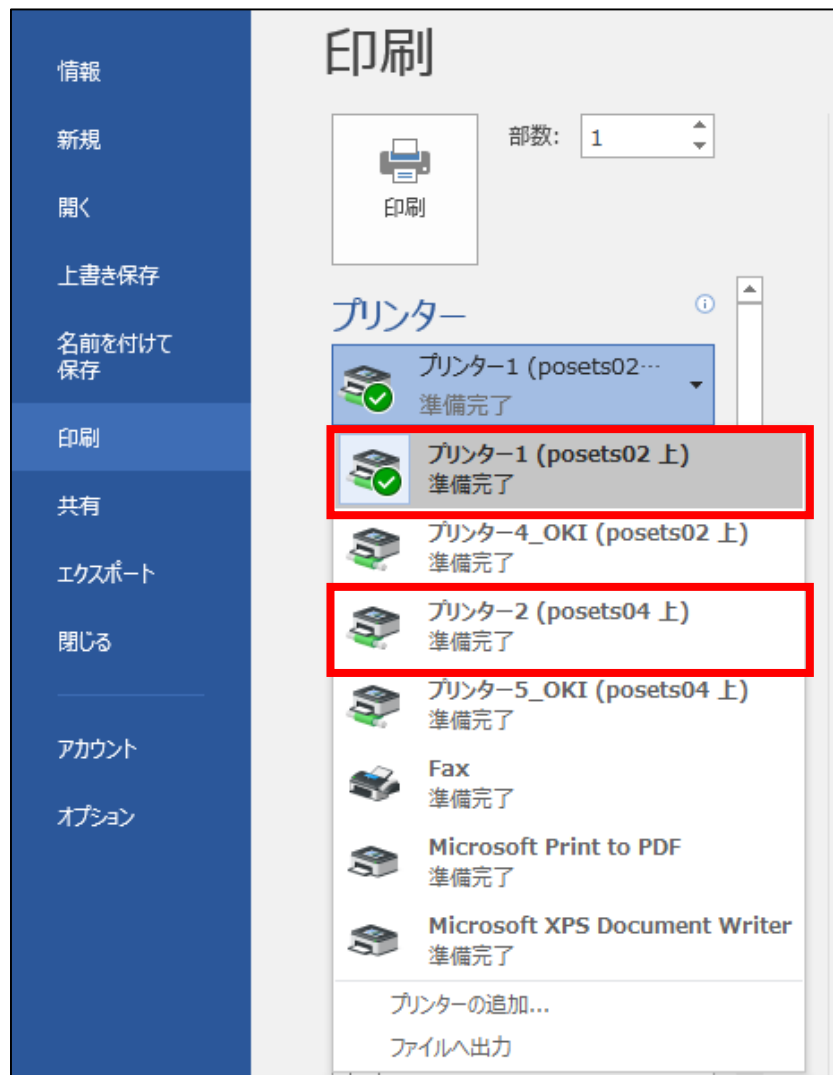 情報
新規
開く
上書き保存
名前を付けて
保存
印刷
共有
エクスポート
閉じる
アカウント
オプション
印刷
印刷
部数: 1
プリンター
プリンター1 (posets02…
準備完了
プリンター1 (posets02 上)
準備完了
プリンター4_OKI (posets02 上)
準備完了
プリンター2 (posets04 上)
準備完了
プリンター5_OKI (posets04 上)
準備完了
Fax
準備完了
Microsoft Print to PDF
準備完了
Microsoft XPS Document Writer
準備完了
プリンターの追加...
ファイルへ出力